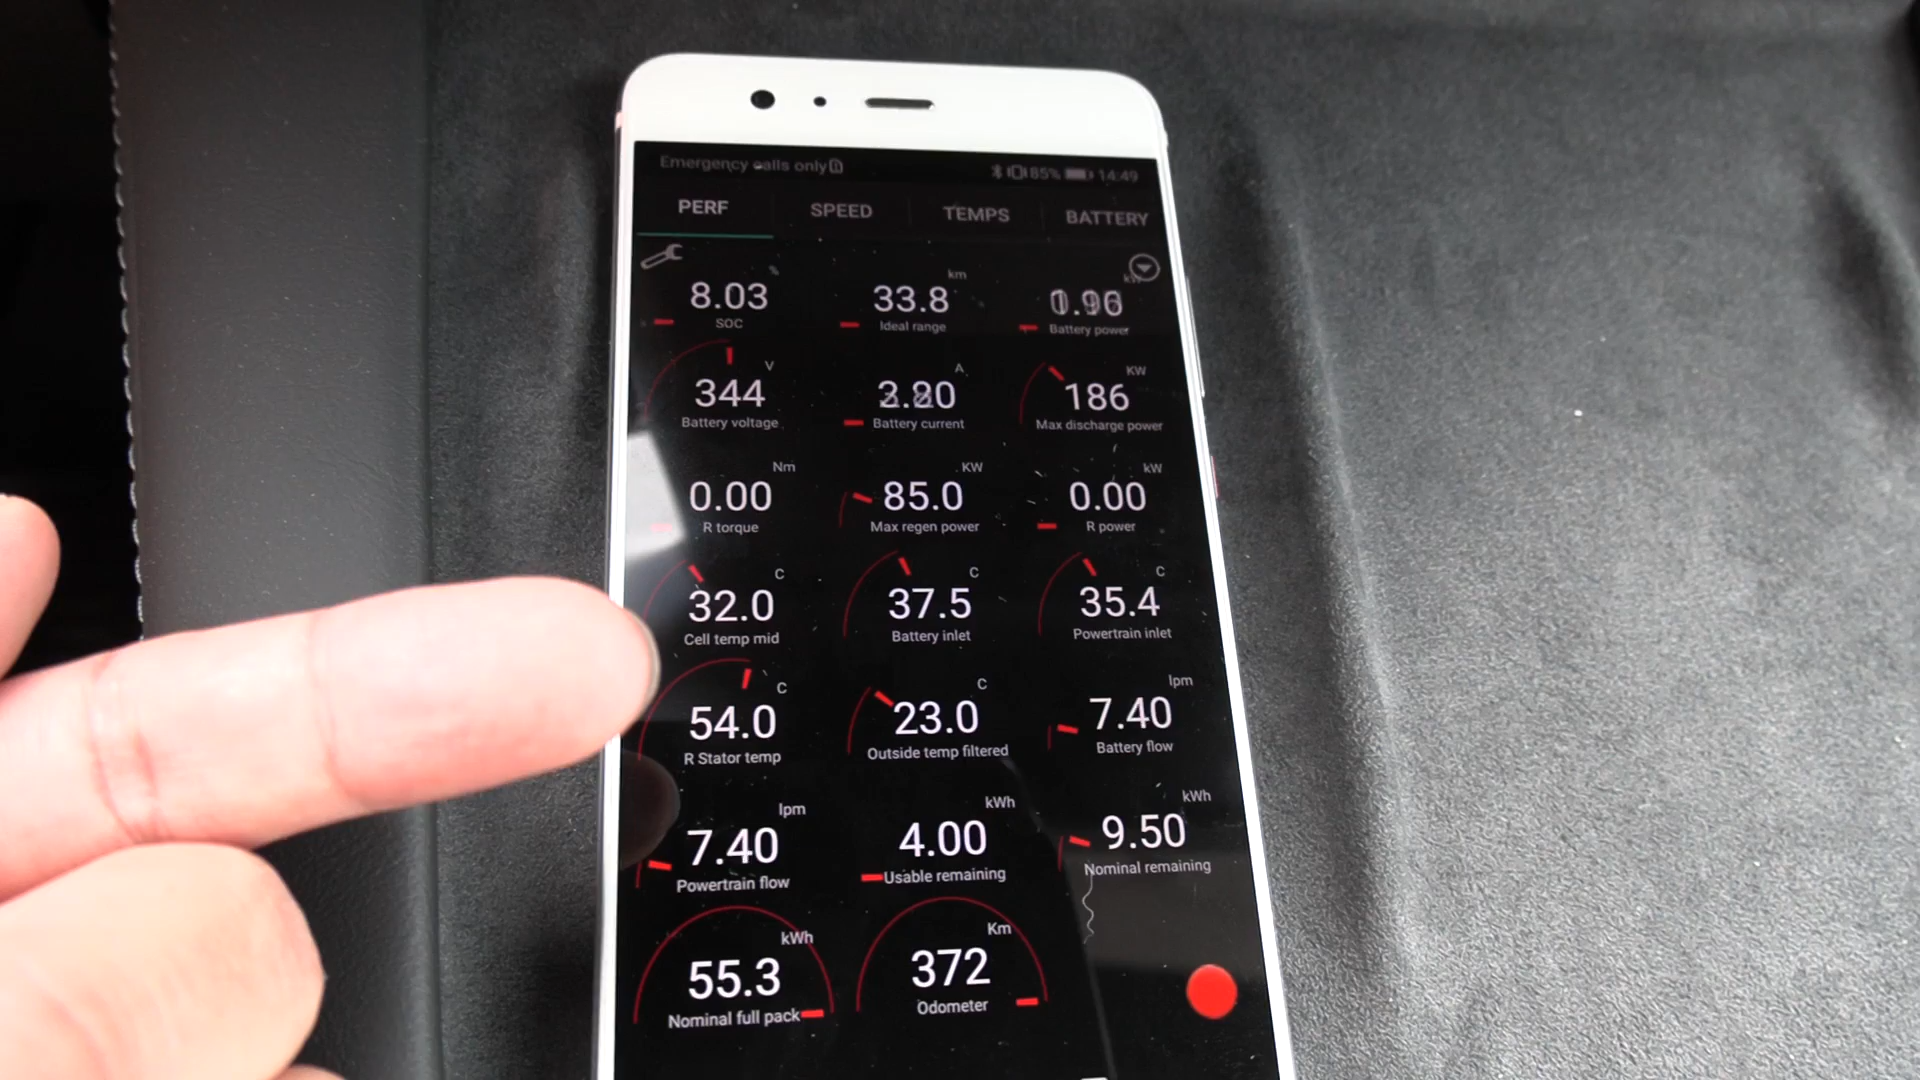 Emergency calls only 85% 14:49
PERF SPEED TEMPS BATTERY
% km kW
8.03 33.8
SOC Ideal range Battery power
V A KW
344 186
Battery voltage Battery current Max discharge power
Nm KW kW
0.00 85.0 0.00
R torque Max regen power R power
C C C
32.0 37.5 35.4
Cell temp mid Battery inlet Powertrain inlet
C C lpm
54.0 23.0 7.40
R Stator temp Outside temp filtered Battery flow
lpm kWh kWh
7.40 4.00 9.50
Powertrain flow Usable remaining Nominal remaining
kWh Km
55.3 372
Nominal full pack Odometer